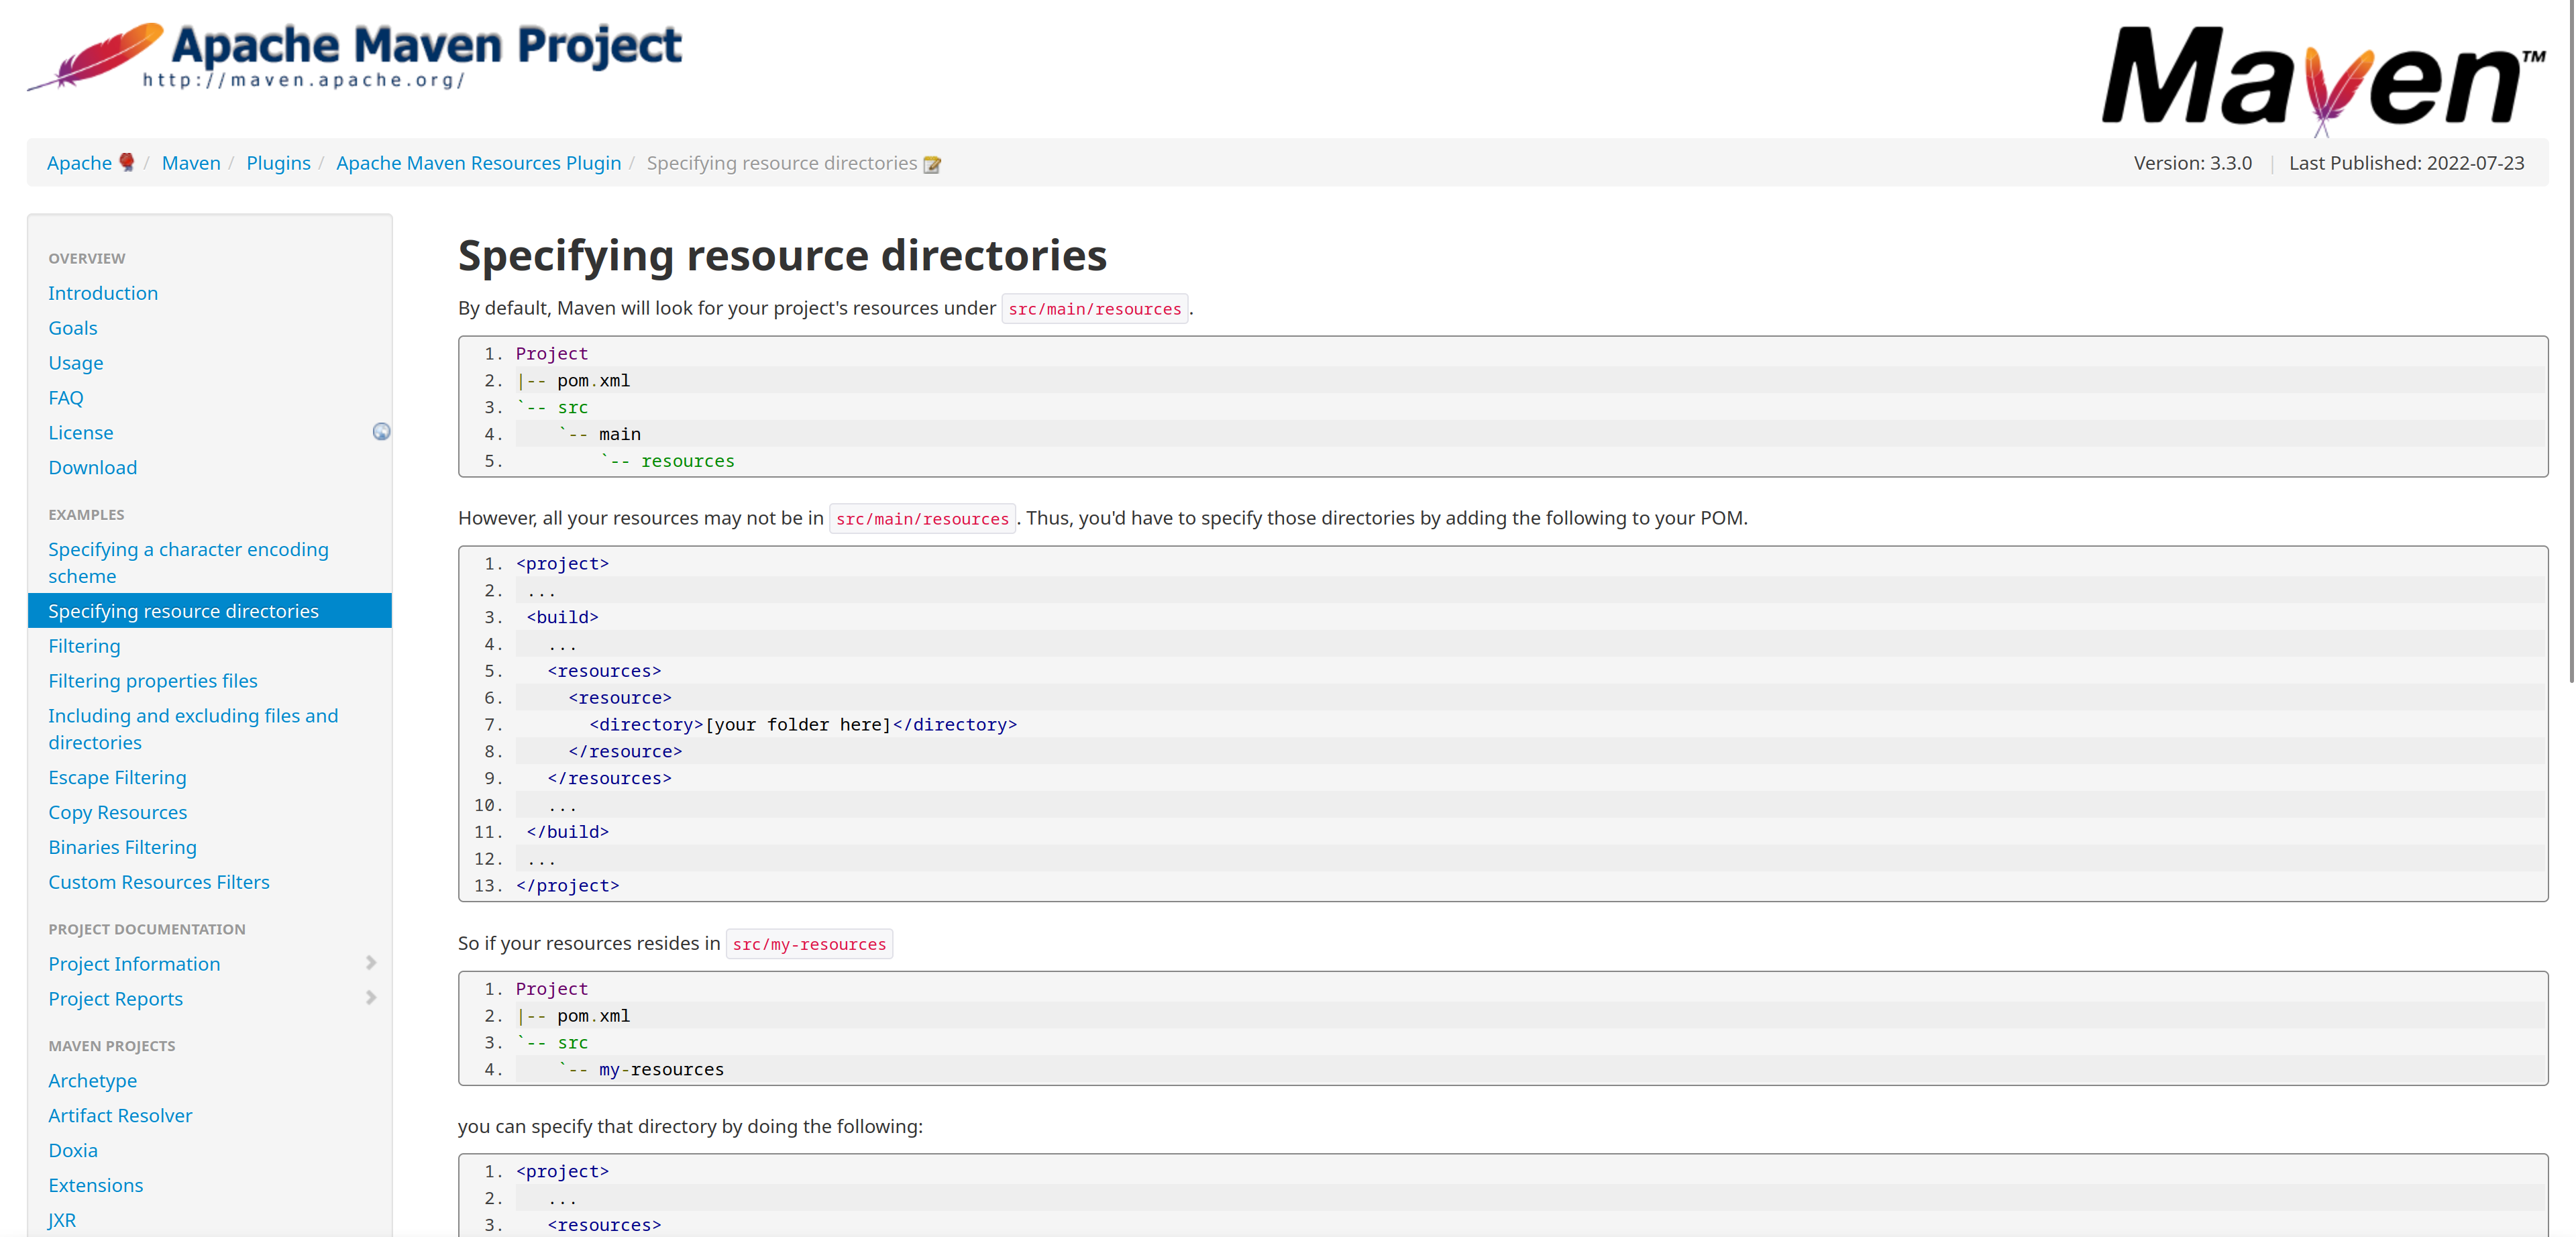 Apache Maven Project
http://maven.apache.org/
Maven™
Apache / Maven / Plugins / Apache Maven Resources Plugin / Specifying resource directories
Version: 3.3.0 | Last Published: 2022-07-23
OVERVIEW
Introduction
Goals
Usage
FAQ
License
Download
EXAMPLES
Specifying a character encoding
scheme
Specifying resource directories
Filtering
Filtering properties files
Including and excluding files and
directories
Escape Filtering
Copy Resources
Binaries Filtering
Custom Resources Filters
PROJECT DOCUMENTATION
Project Information
Project Reports
MAVEN PROJECTS
Archetype
Artifact Resolver
Doxia
Extensions
JXR
Specifying resource directories
By default, Maven will look for your project's resources under src/main/resources.
1. Project
2. |-- pom.xml
3. `-- src
4.     `-- main
5.         `-- resources
However, all your resources may not be in src/main/resources. Thus, you'd have to specify those directories by adding the following to your POM.
1. <project>
2.  ...
3.  <build>
4.    ...
5.    <resources>
6.      <resource>
7.        <directory>[your folder here]</directory>
8.      </resource>
9.    </resources>
10.    ...
11.  </build>
12.  ...
13. </project>
So if your resources resides in src/my-resources
1. Project
2. |-- pom.xml
3. `-- src
4.     `-- my-resources
you can specify that directory by doing the following:
1. <project>
2.    ...
3.    <resources>